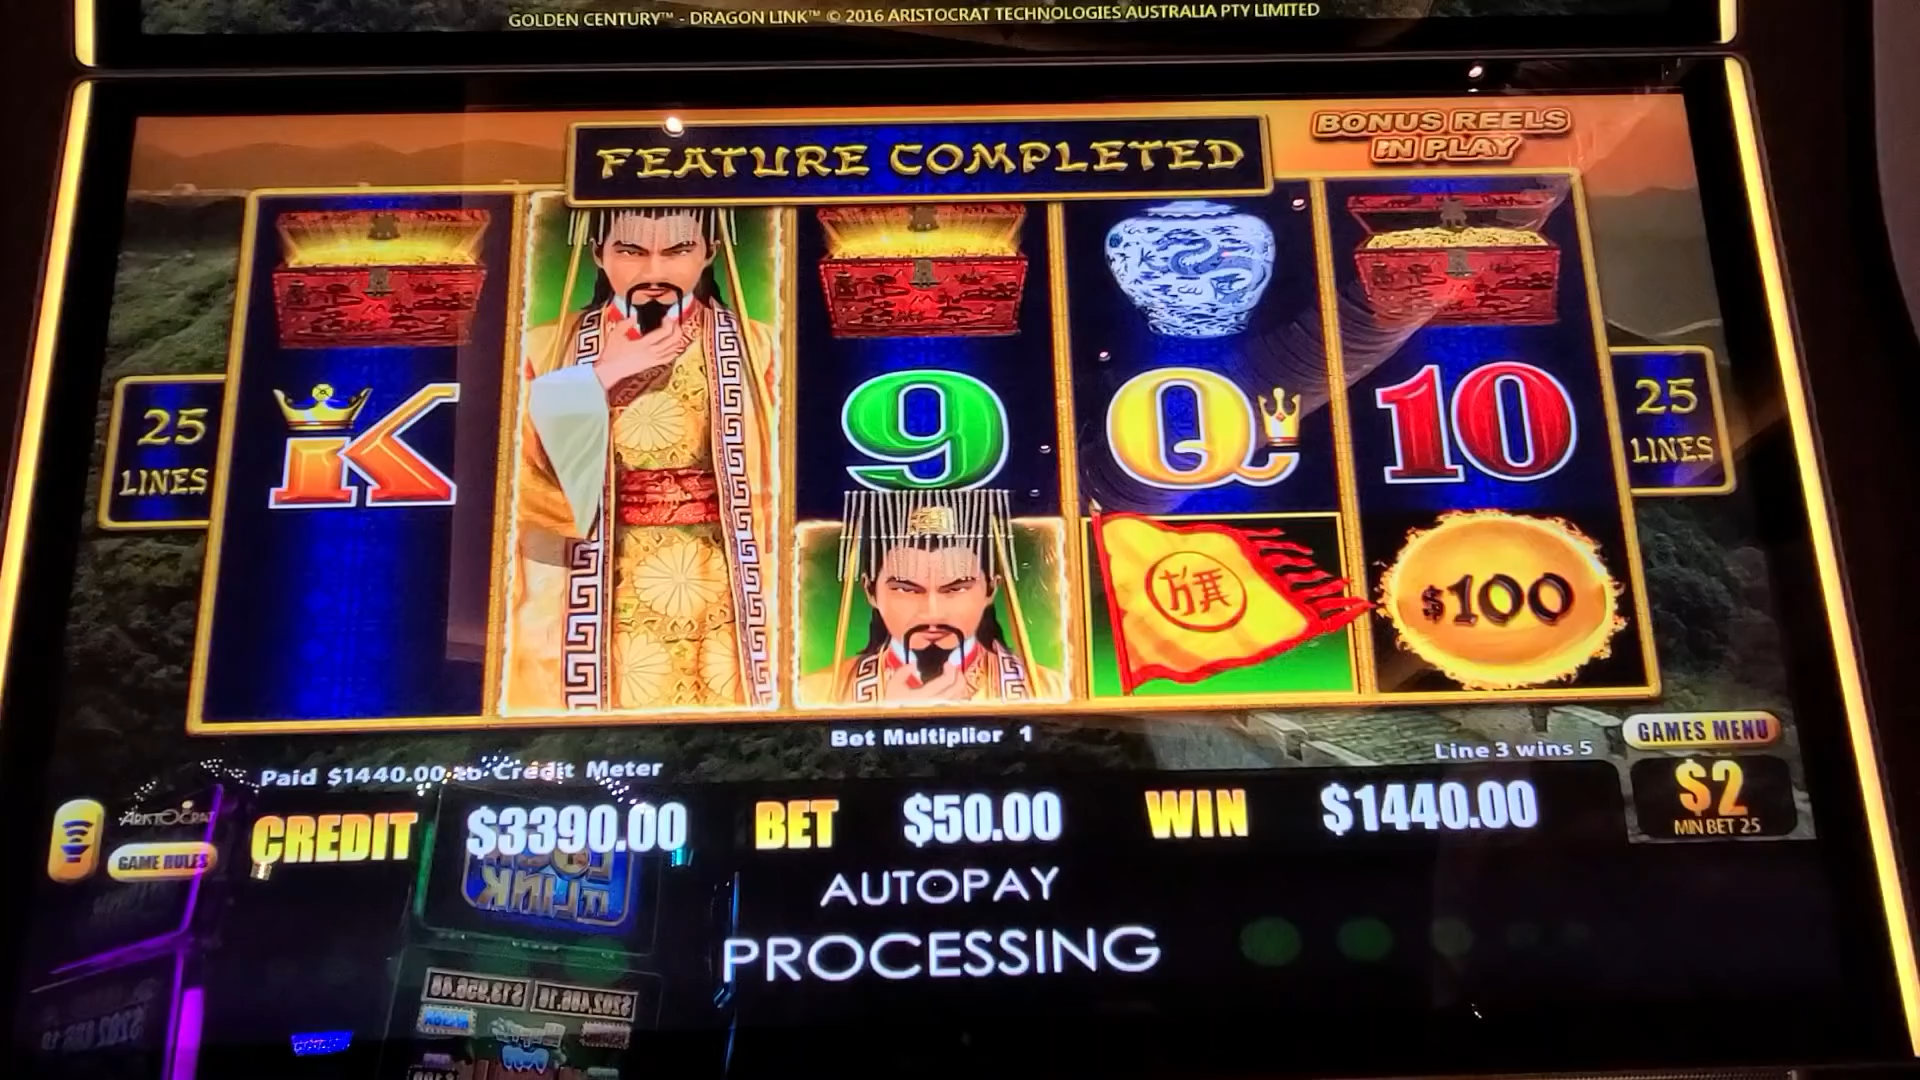 GOLDEN CENTURY™ - DRAGON LINK™ © 2016 ARISTOCRAT TECHNOLOGIES AUSTRALIA PTY LIMITED
FEATURE COMPLETED
BONUS REELS
IN PLAY
25
LINES
K
9
Q
10
25
LINES
旗
$100
Bet Multiplier 1
GAMES MENU
Line 3 wins 5
Paid $1440.00 to Credit Meter
ARISTOCRAT
GAME RULES
CREDIT $3390.00 BET $50.00 WIN $1440.00
$2
MIN BET 25
AUTOPAY
PROCESSING